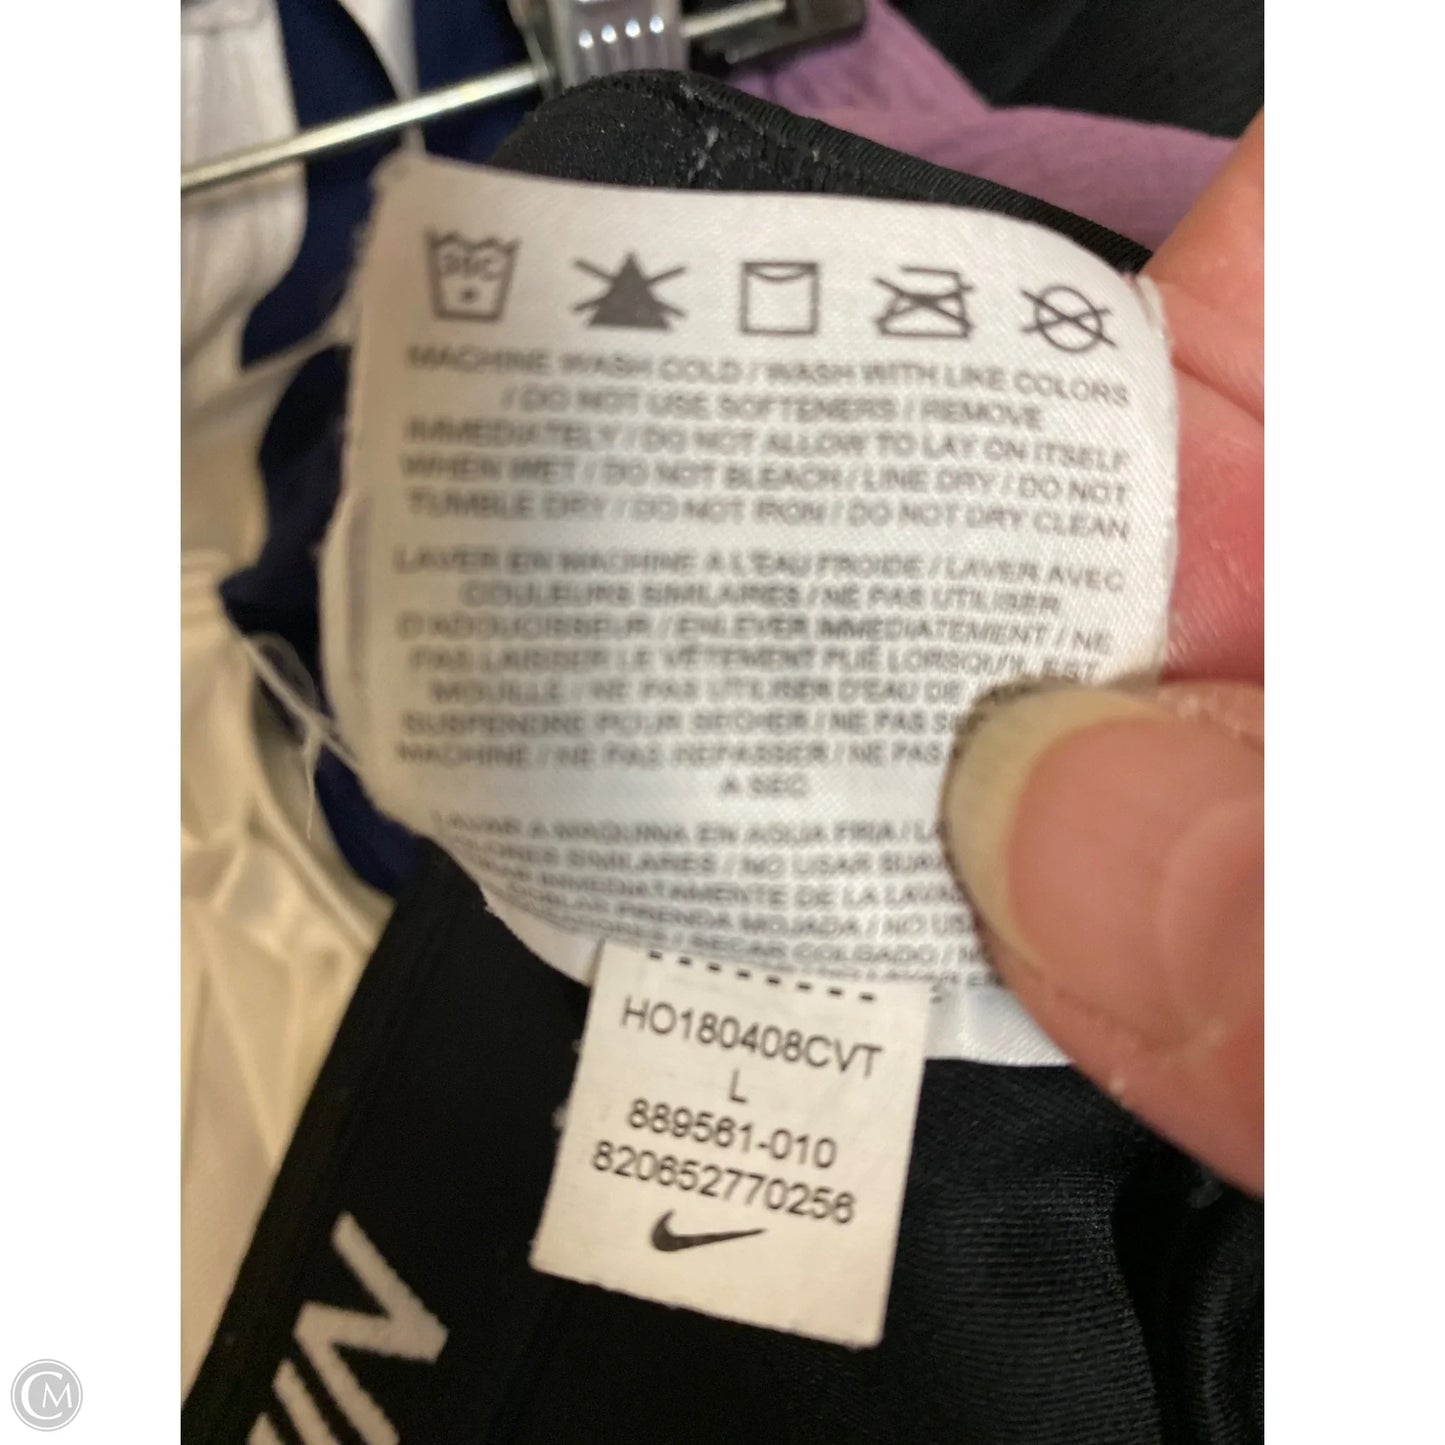 30C
MACHINE WASH COLD / WASH WITH LIKE COLORS
/ DO NOT USE SOFTENERS / REMOVE
IMMEDIATELY / DO NOT ALLOW TO LAY ON ITSELF
WHEN WET / DO NOT BLEACH / LINE DRY / DO NOT
TUMBLE DRY / DO NOT IRON / DO NOT DRY CLEAN
LAVER EN MACHINE A L'EAU FROIDE / LAVER AVEC
COULEURS SIMILAIRES / NE PAS UTILISER
D'ADOUCISSEUR / ENLEVER IMMEDIATEMENT / NE
PAS LAISSER LE VÊTEMENT PLIÉ LORSQU'IL EST
MOUILLÉ / NE PAS UTILISER D'EAU DE
SUSPENDRE POUR SECHER / NE PAS
MACHINE / NE PAS REPASSER / NE PAS
A SEC
LAVAR A MAQUINA EN AGUA FRIA /
SIMILARES / NO USAR
INMEDIATAMENTE DE LA
PRENDA MOJADA / NO
/ SECAR COLGADO /
HO180408CVT
L
889561-010
820652770256
NI
CM